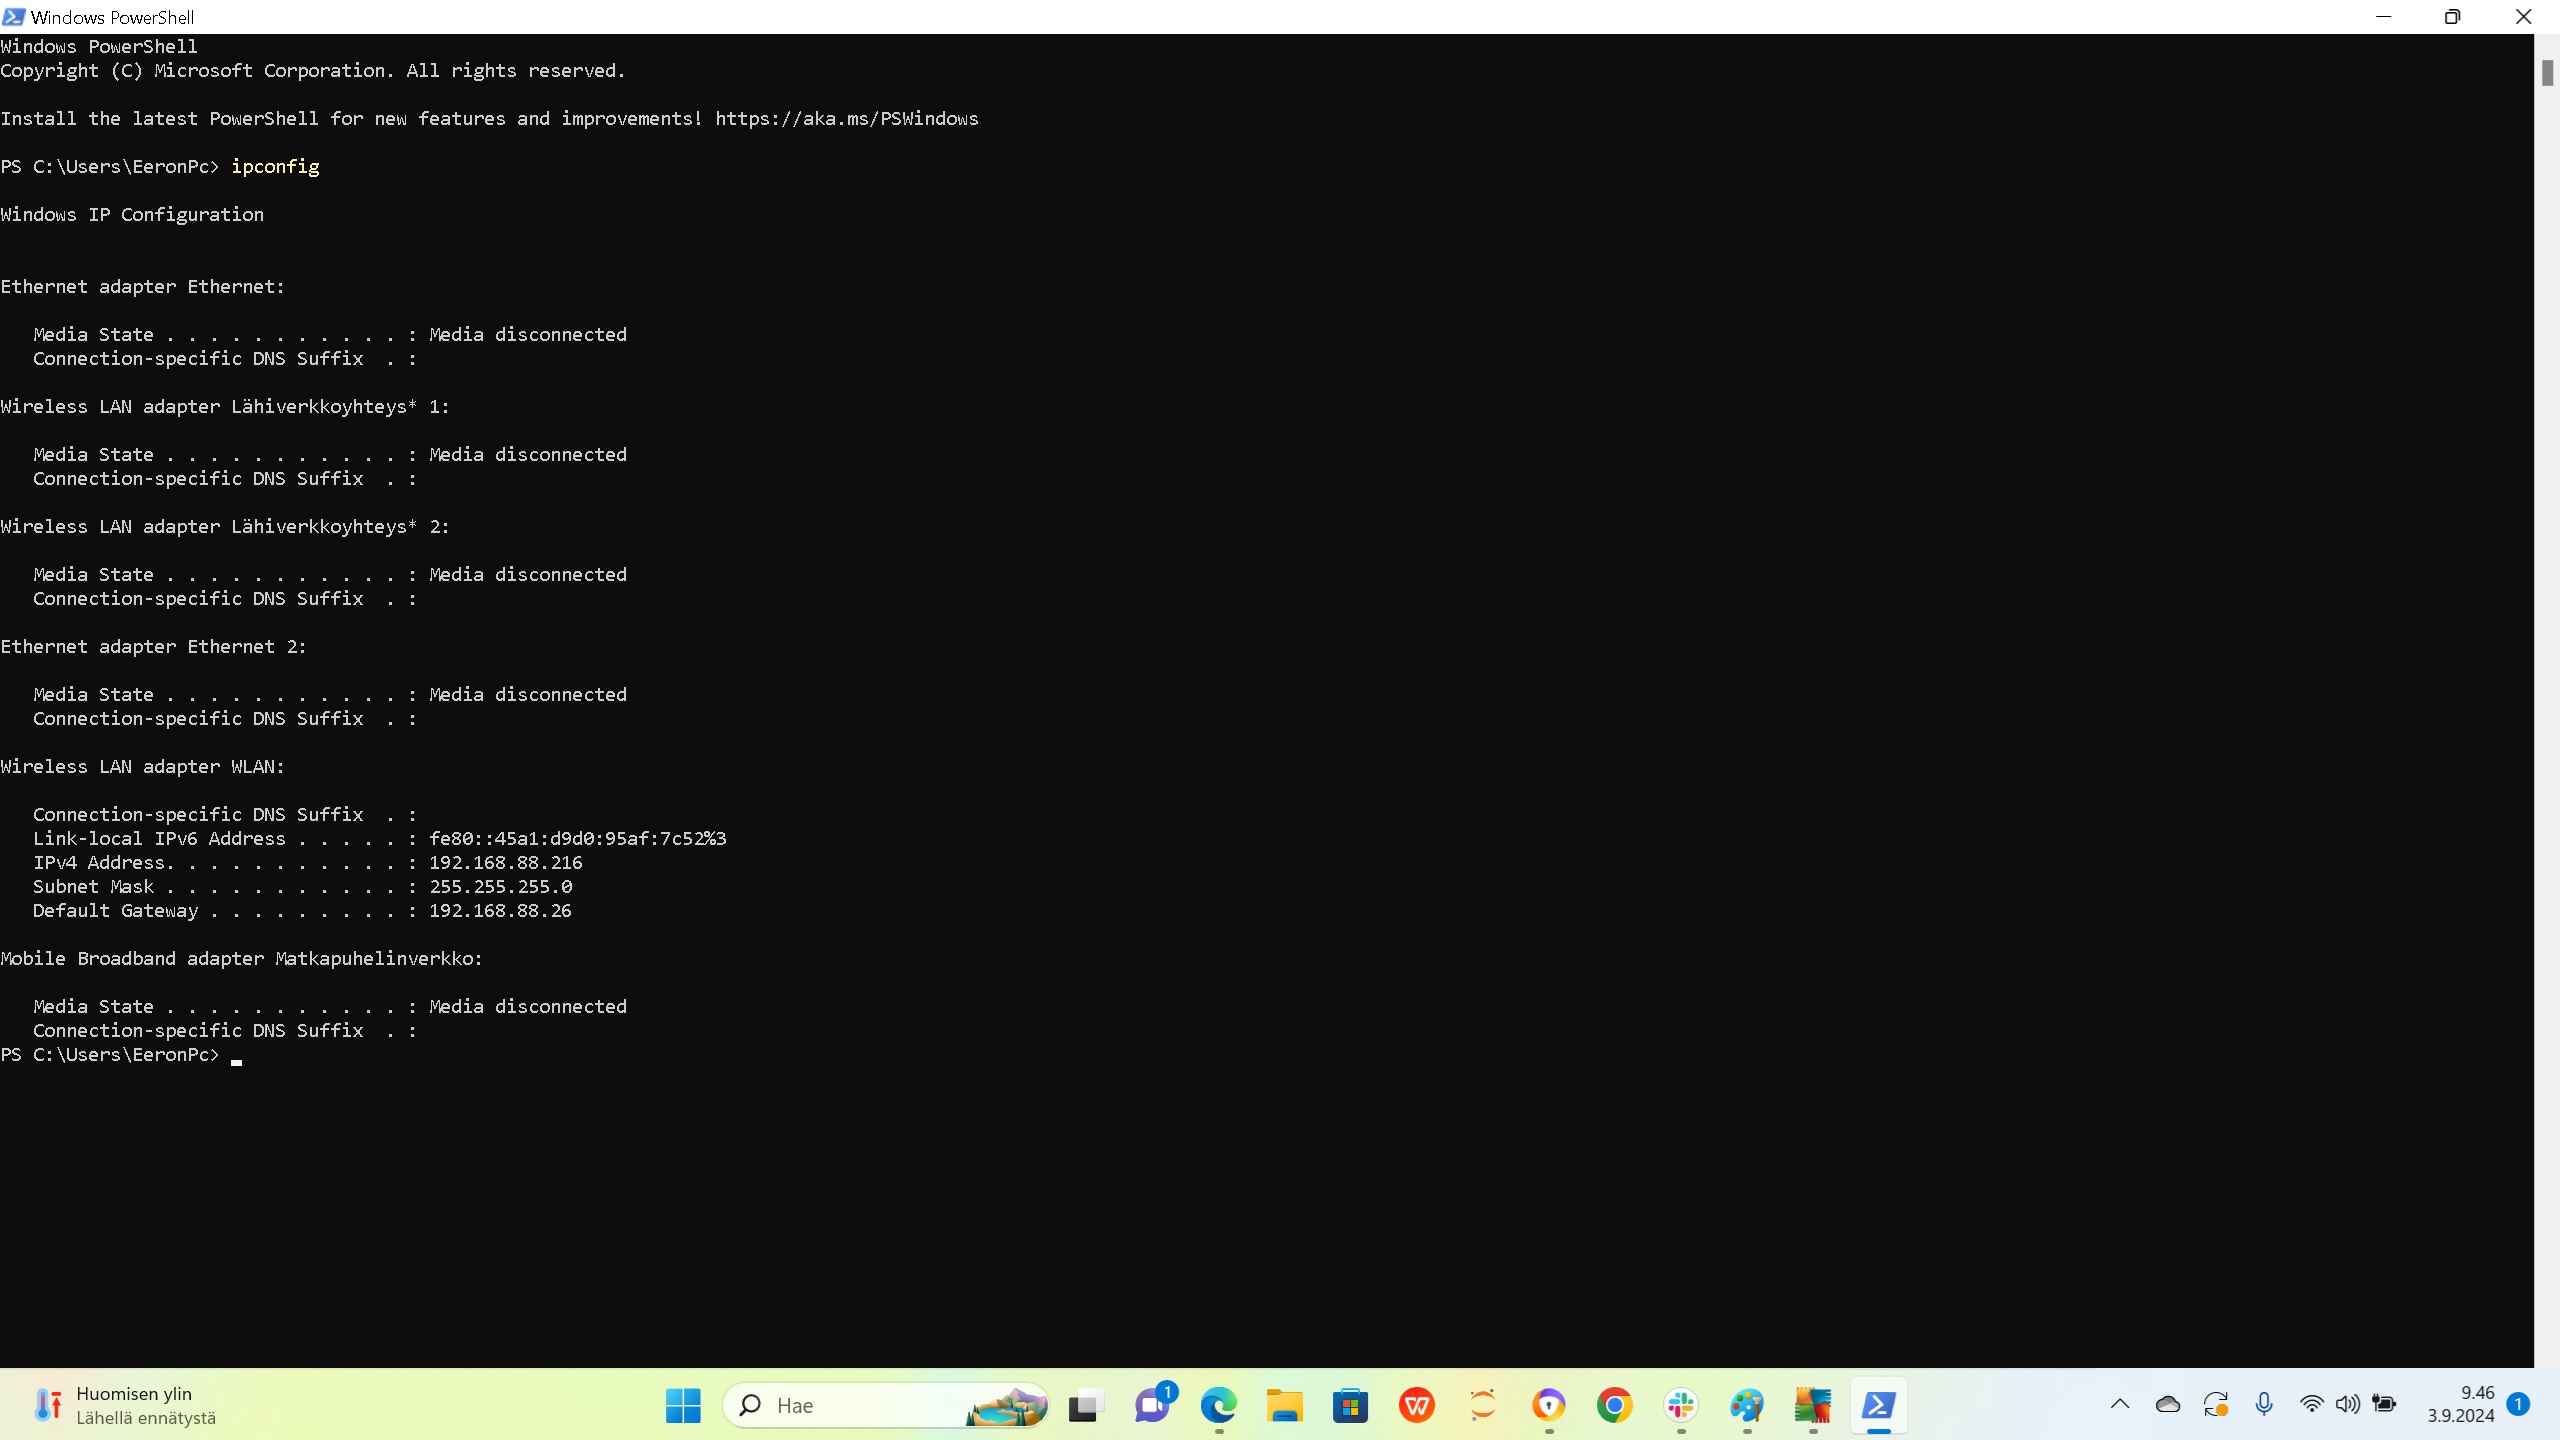 Windows PowerShell
Windows PowerShell
Copyright (C) Microsoft Corporation. All rights reserved.
Install the latest PowerShell for new features and improvements! https://aka.ms/PSWindows
PS C:\Users\EeronPc> ipconfig
Windows IP Configuration
Ethernet adapter Ethernet:
Media State . . . . . . . . . . . : Media disconnected
Connection-specific DNS Suffix  . :
Wireless LAN adapter Lähiverkkoyhteys* 1:
Media State . . . . . . . . . . . : Media disconnected
Connection-specific DNS Suffix  . :
Wireless LAN adapter Lähiverkkoyhteys* 2:
Media State . . . . . . . . . . . : Media disconnected
Connection-specific DNS Suffix  . :
Ethernet adapter Ethernet 2:
Media State . . . . . . . . . . . : Media disconnected
Connection-specific DNS Suffix  . :
Wireless LAN adapter WLAN:
Connection-specific DNS Suffix  . :
Link-local IPv6 Address . . . . . : fe80::45a1:d9d0:95af:7c52%3
IPv4 Address. . . . . . . . . . . : 192.168.88.216
Subnet Mask . . . . . . . . . . . : 255.255.255.0
Default Gateway . . . . . . . . . : 192.168.88.26
Mobile Broadband adapter Matkapuhelinverkko:
Media State . . . . . . . . . . . : Media disconnected
Connection-specific DNS Suffix  . :
PS C:\Users\EeronPc>
Huomisen ylin
Lähellä ennätystä
Hae
1
9.46
3.9.2024
1